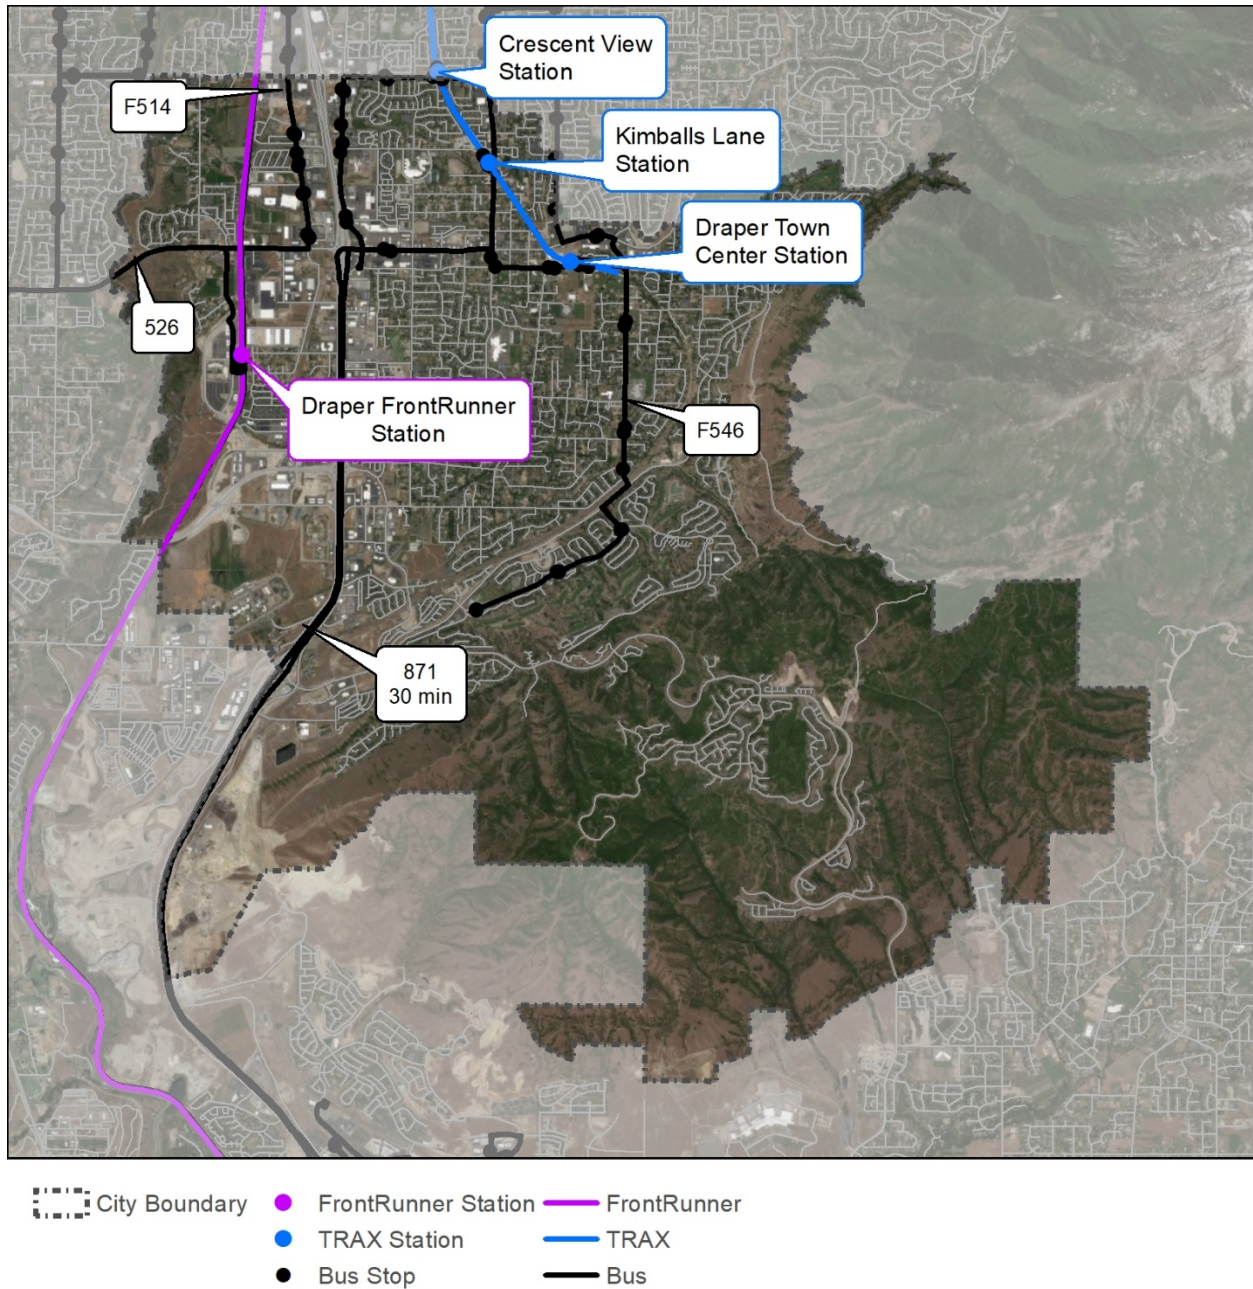 Crescent View
Station
F514
Kimballs Lane
Station
Draper Town
Center Station
526
Draper FrontRunner
Station
F546
871
30 min
City Boundary
FrontRunner Station
FrontRunner
TRAX Station
TRAX
Bus Stop
Bus